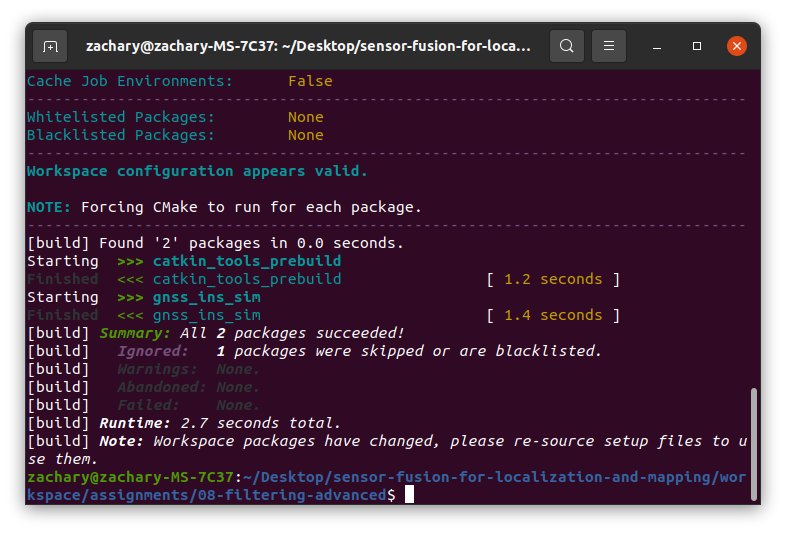 zachary@zachary-MS-7C37: ~/Desktop/sensor-fusion-for-loca...
Cache Job Environments:      False
--------------------------------------------------------------------------------
Whitelisted Packages:        None
Blacklisted Packages:        None
--------------------------------------------------------------------------------
Workspace configuration appears valid.
NOTE: Forcing CMake to run for each package.
--------------------------------------------------------------------------------
[build] Found '2' packages in 0.0 seconds.
Starting  >>> catkin_tools_prebuild
Finished  <<< catkin_tools_prebuild                [ 1.2 seconds ]
Starting  >>> gnss_ins_sim
Finished  <<< gnss_ins_sim                         [ 1.4 seconds ]
[build] Summary: All 2 packages succeeded!
[build]   Ignored:   1 packages were skipped or are blacklisted.
[build]   Warnings:  None.
[build]   Abandoned: None.
[build]   Failed:    None.
[build] Runtime: 2.7 seconds total.
[build] Note: Workspace packages have changed, please re-source setup files to u
se them.
zachary@zachary-MS-7C37:~/Desktop/sensor-fusion-for-localization-and-mapping/wor
kspace/assignments/08-filtering-advanced$